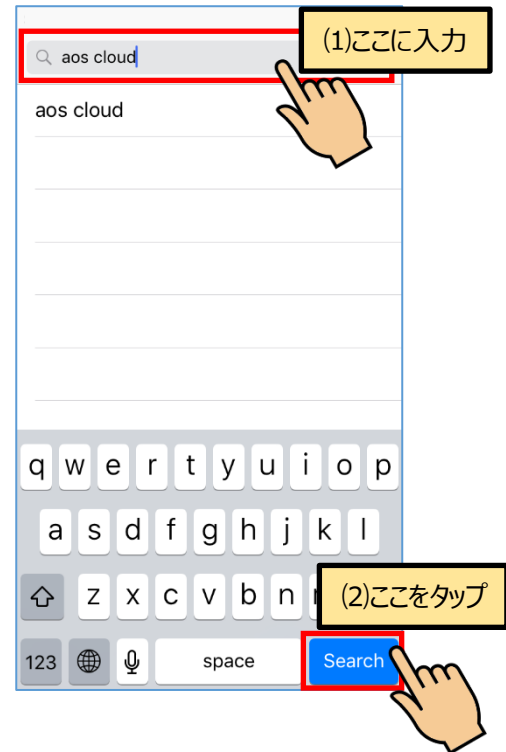 (1)ここに入力
aos cloud
aos cloud
q w e r t y u i o p
a s d f g h j k l
z x c v b n
(2)ここをタップ
123 space Search